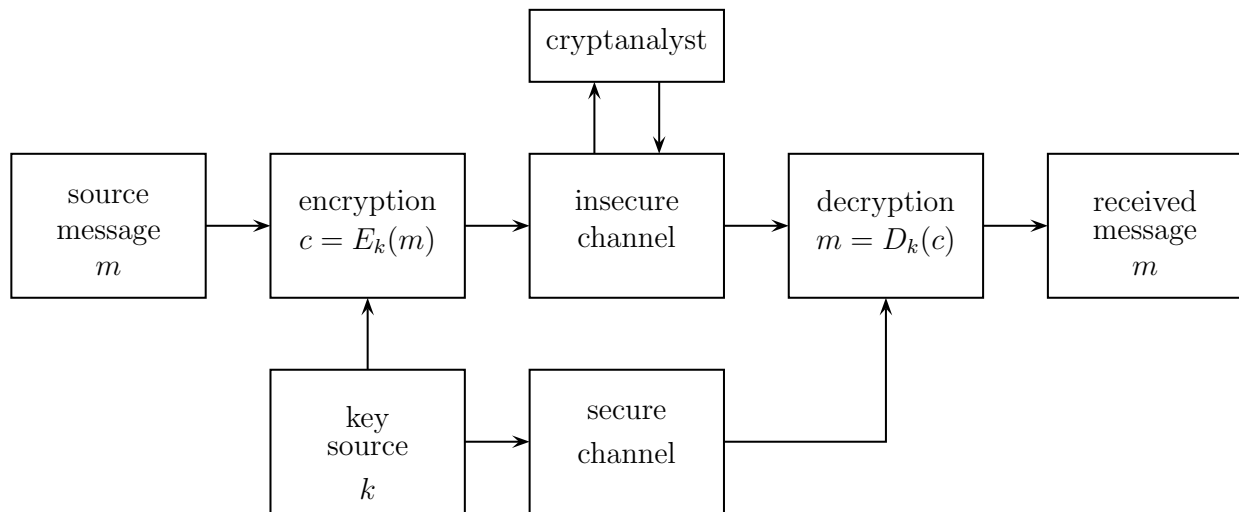 cryptanalyst
source
message
m
encryption
c = E_k(m)
insecure
channel
decryption
m = D_k(c)
received
message
m
key
source
k
secure
channel